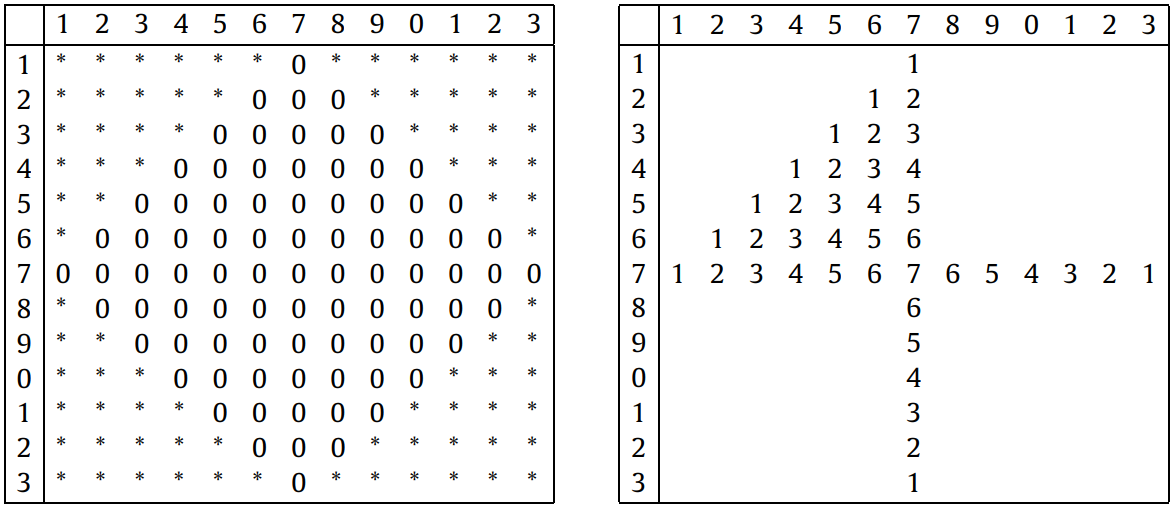 1 2 3 4 5 6 7 8 9 0 1 2 3
1 * * * * * * 0 * * * * * *
2 * * * * * 0 0 0 * * * * *
3 * * * * 0 0 0 0 0 * * * *
4 * * * 0 0 0 0 0 0 0 * * *
5 * * 0 0 0 0 0 0 0 0 0 * *
6 * 0 0 0 0 0 0 0 0 0 0 0 *
7 0 0 0 0 0 0 0 0 0 0 0 0 0
8 * 0 0 0 0 0 0 0 0 0 0 0 *
9 * * 0 0 0 0 0 0 0 0 0 * *
0 * * * 0 0 0 0 0 0 0 * * *
1 * * * * 0 0 0 0 0 * * * *
2 * * * * * 0 0 0 * * * * *
3 * * * * * * 0 * * * * * *
1 2 3 4 5 6 7 8 9 0 1 2 3
1 1
2 1 2
3 1 2 3
4 1 2 3 4
5 1 2 3 4 5
6 1 2 3 4 5 6
7 1 2 3 4 5 6 7 6 5 4 3 2 1
8 6
9 5
0 4
1 3
2 2
3 1